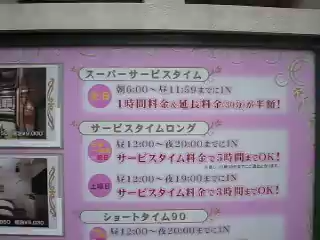 スーパーサービスタイム
全日
朝6:00〜昼11:59までにIN
1時間料金&延長料金(30分)が半額!
サービスタイムロング
昼12:00〜夜20:00までにIN
サービスタイム料金で5時間までOK!
土曜日
昼12:00〜夜19:00までにIN
サービスタイム料金で3時間までOK!
ショートタイム90
昼12:00〜夜20:00までにIN